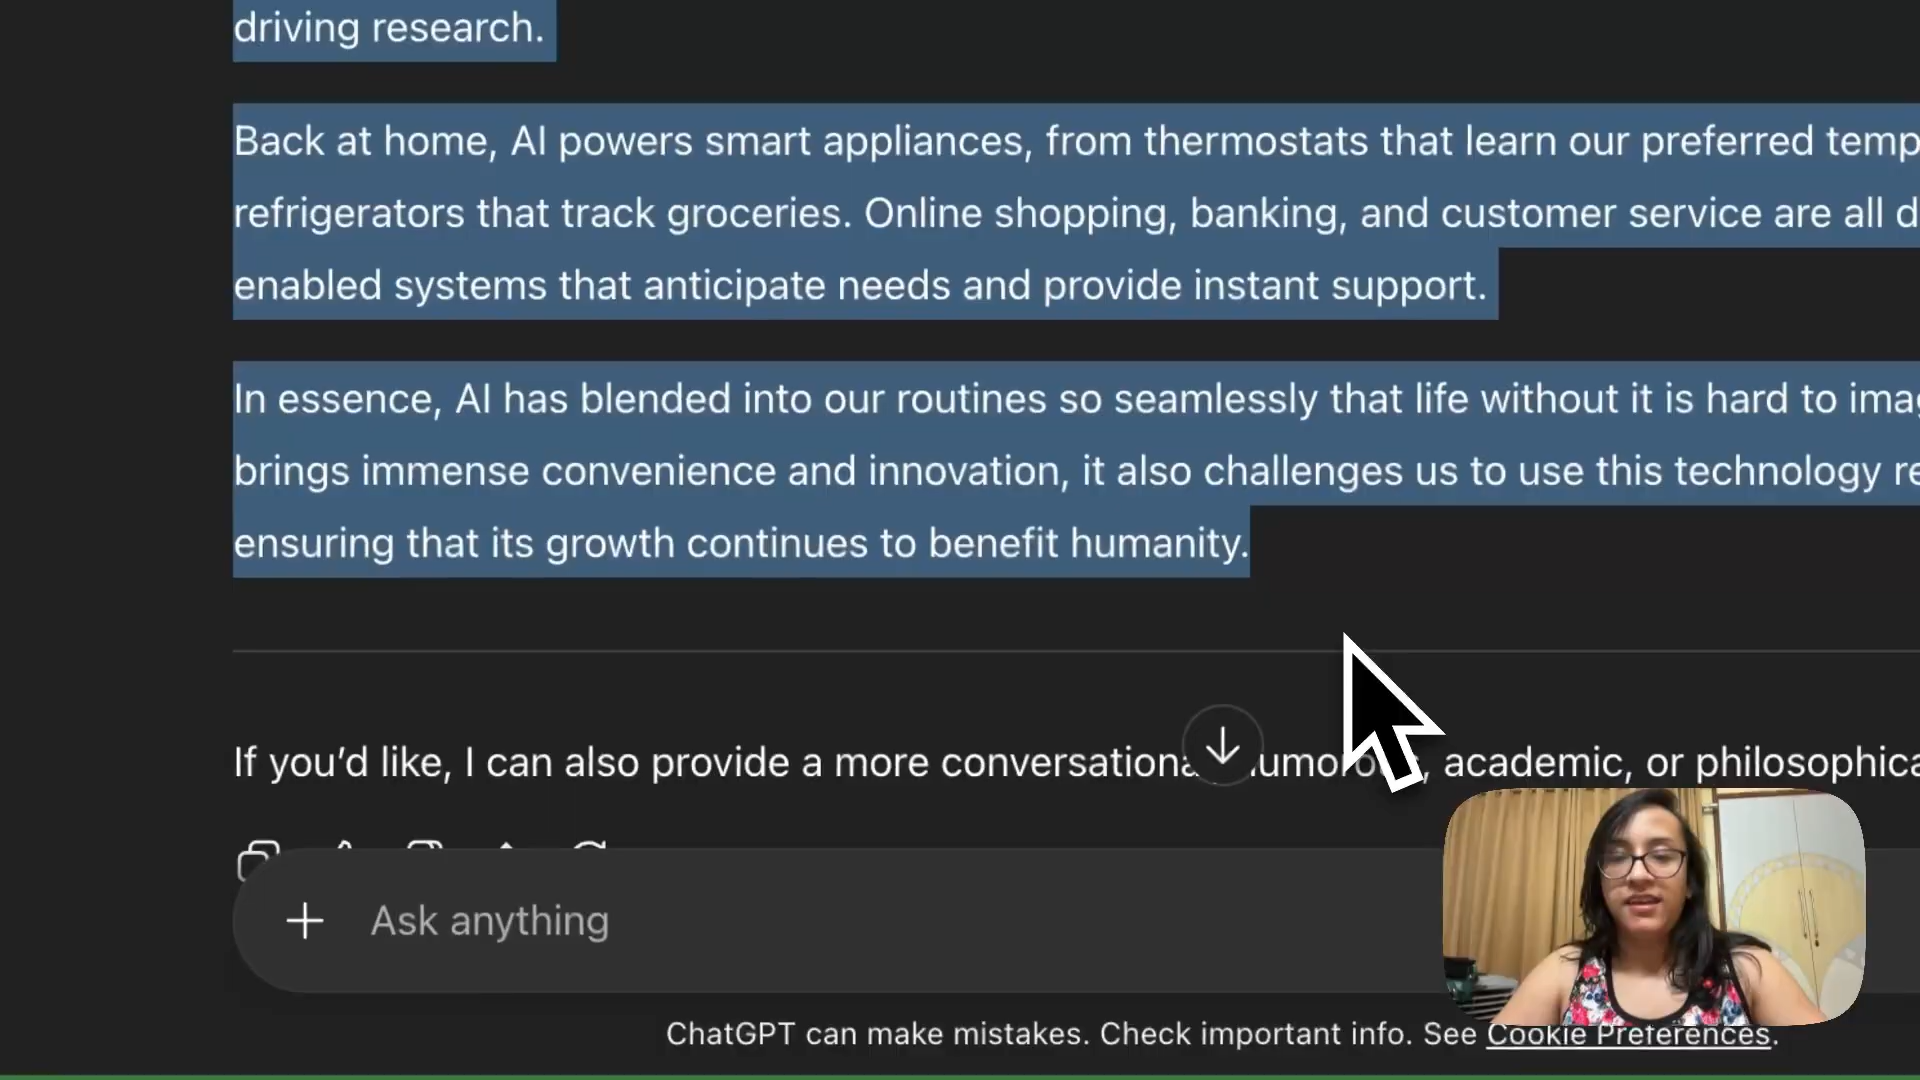 driving research.
Back at home, AI powers smart appliances, from thermostats that learn our preferred
refrigerators that track groceries. Online shopping, banking, and customer service are all
enabled systems that anticipate needs and provide instant support.
In essence, AI has blended into our routines so seamlessly that life without it is hard to
brings immense convenience and innovation, it also challenges us to use this technology
ensuring that its growth continues to benefit humanity.
If you’d like, I can also provide a more academic, or
Ask anything
ChatGPT can make mistakes. Check important info. See Cookie Preferences.